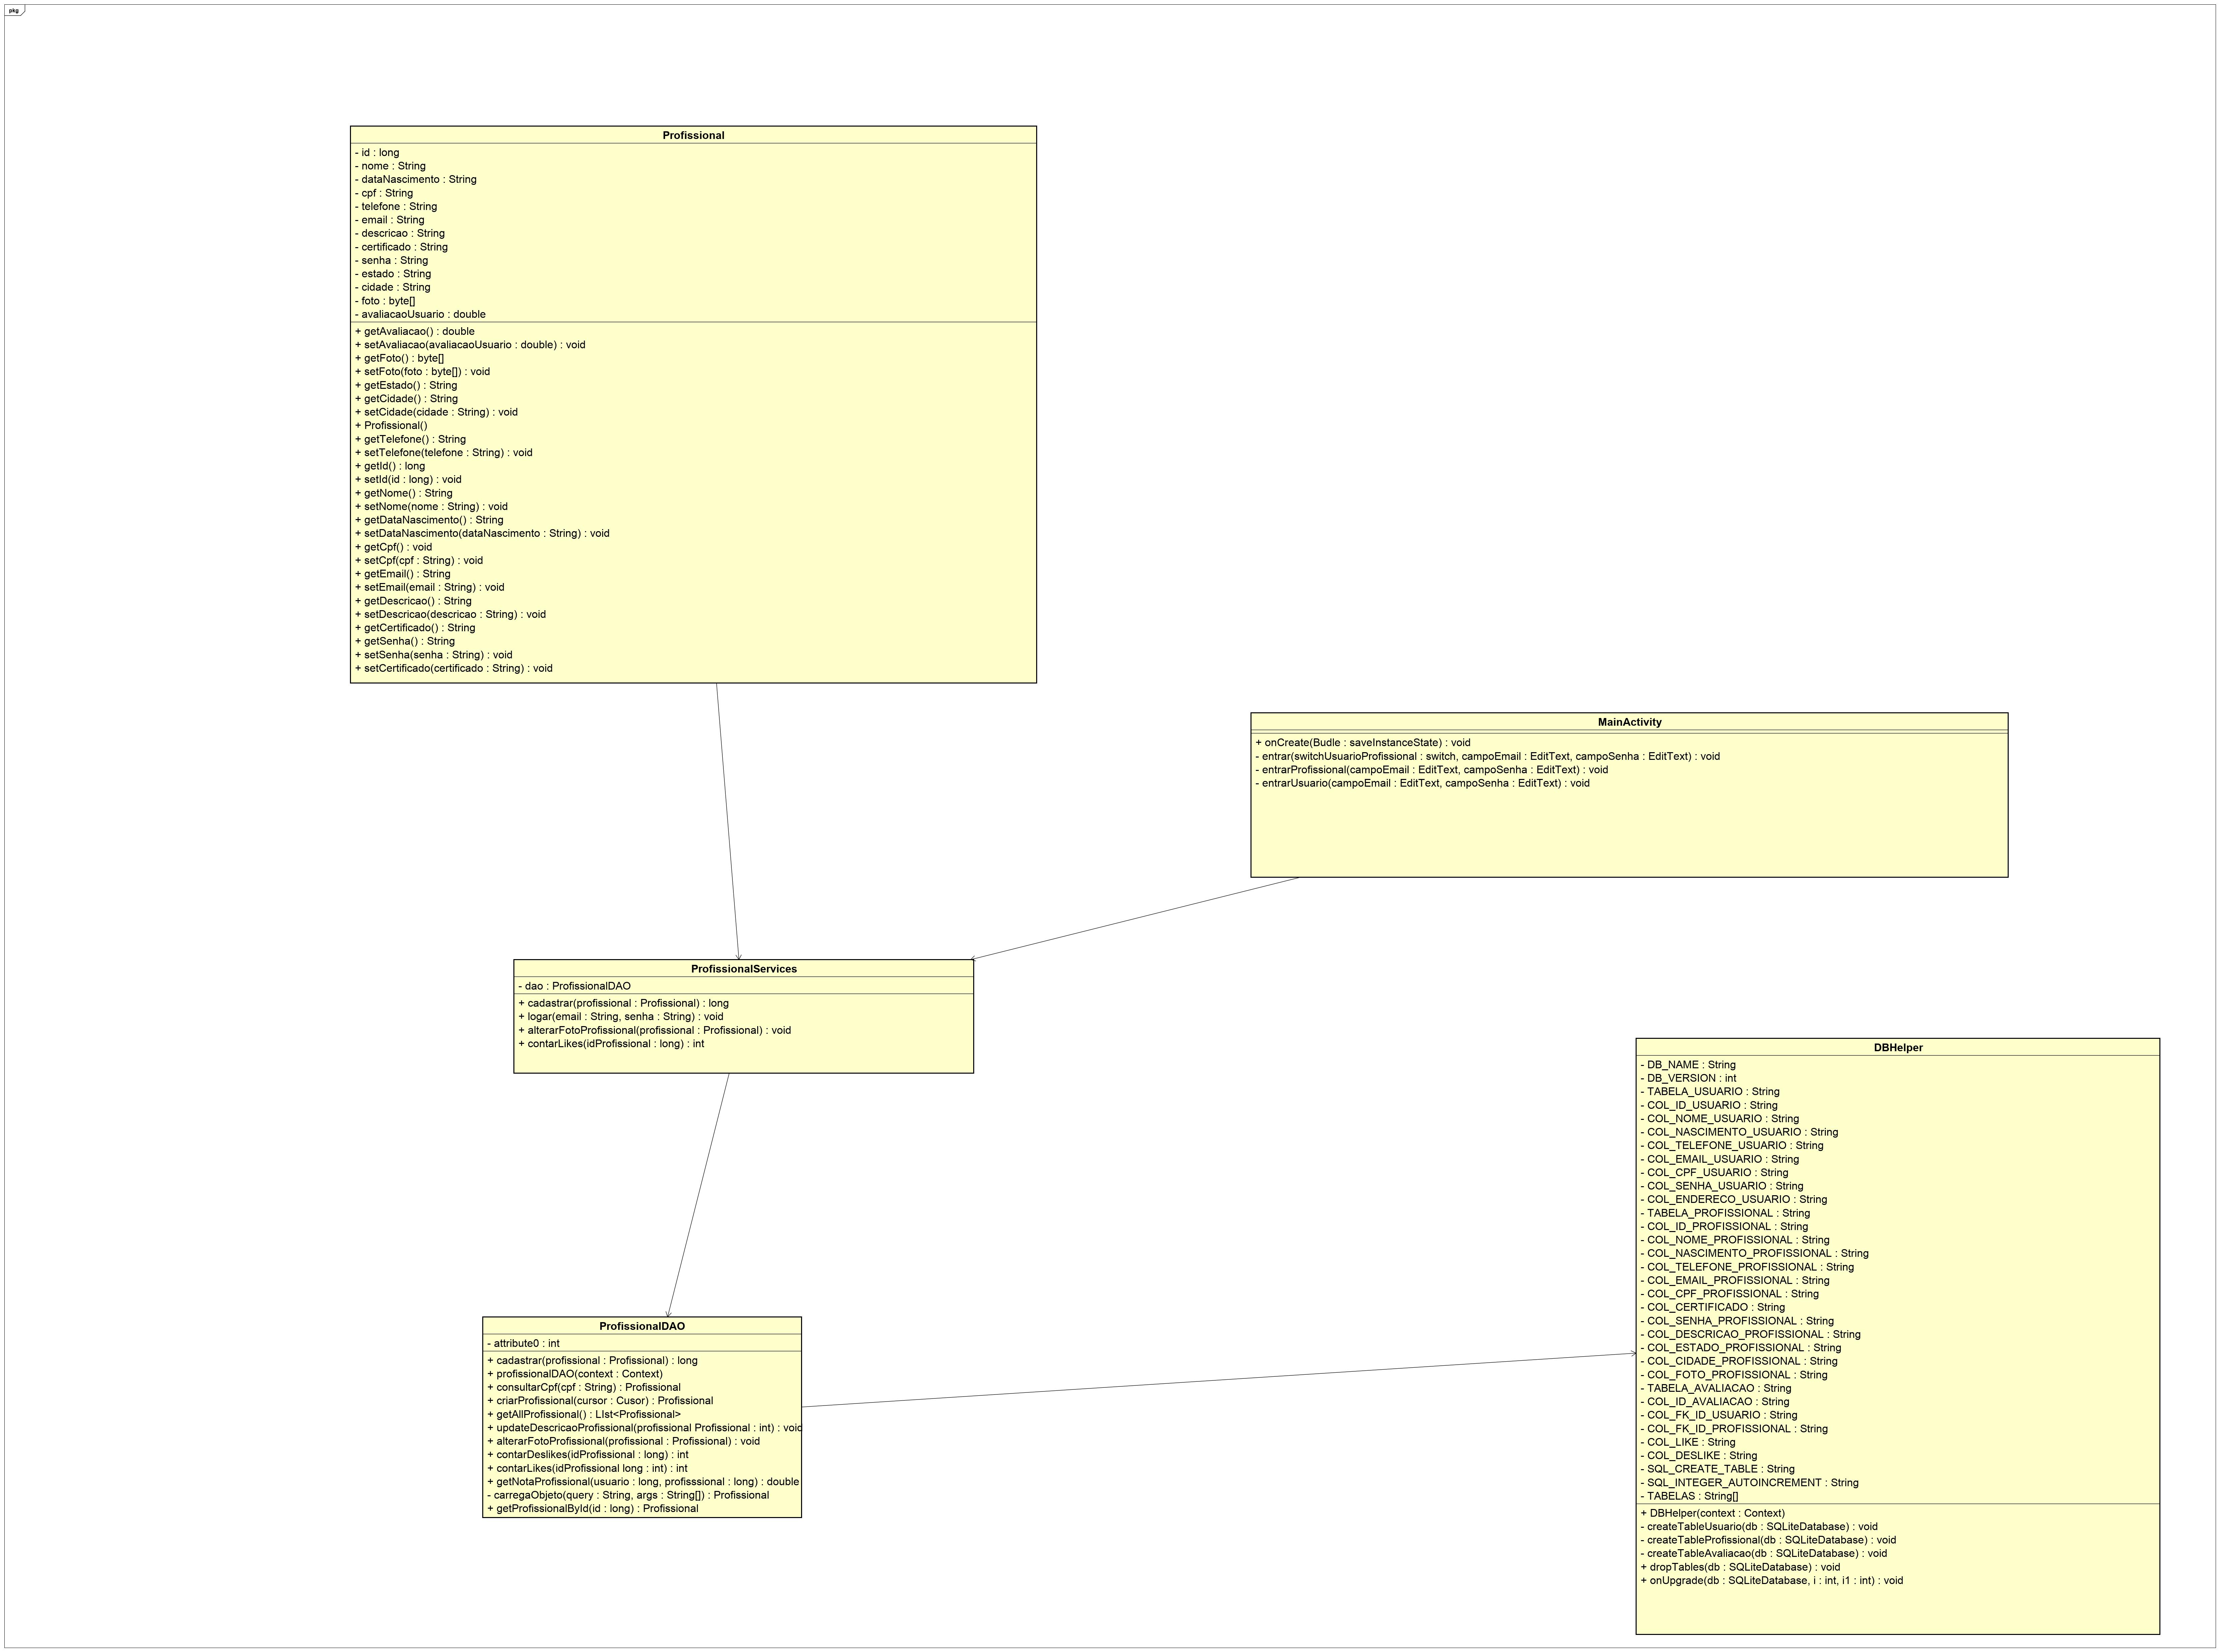 pkg
Profissional
- id : long
- nome : String
- dataNascimento : String
- cpf : String
- telefone : String
- email : String
- descricao : String
- certificado : String
- senha : String
- estado : String
- cidade : String
- foto : byte[]
- avaliacaoUsuario : double
+ getAvaliacao() : double
+ setAvaliacao(avaliacaoUsuario : double) : void
+ getFoto() : byte[]
+ setFoto(foto : byte[]) : void
+ getEstado() : String
+ getCidade() : String
+ setCidade(cidade : String) : void
+ Profissional()
+ getTelefone() : String
+ setTelefone(telefone : String) : void
+ getId() : long
+ setId(id : long) : void
+ getNome() : String
+ setNome(nome : String) : void
+ getDataNascimento() : String
+ setDataNascimento(dataNascimento : String) : void
+ getCpf() : void
+ setCpf(cpf : String) : void
+ getEmail() : String
+ setEmail(email : String) : void
+ getDescricao() : String
+ setDescricao(descricao : String) : void
+ getCertificado() : String
+ getSenha() : String
+ setSenha(senha : String) : void
+ setCertificado(certificado : String) : void
MainActivity
+ onCreate(Budle : saveInstanceState) : void
- entrar(switchUsuarioProfissional : switch, campoEmail : EditText, campoSenha : EditText) : void
- entrarProfissional(campoEmail : EditText, campoSenha : EditText) : void
- entrarUsuario(campoEmail : EditText, campoSenha : EditText) : void
ProfissionalServices
- dao : ProfissionalDAO
+ cadastrar(profissional : Profissional) : long
+ logar(email : String, senha : String) : void
+ alterarFotoProfissional(profissional : Profissional) : void
+ contarLikes(idProfissional : long) : int
DBHelper
- DB_NAME : String
- DB_VERSION : int
- TABELA_USUARIO : String
- COL_ID_USUARIO : String
- COL_NOME_USUARIO : String
- COL_NASCIMENTO_USUARIO : String
- COL_TELEFONE_USUARIO : String
- COL_EMAIL_USUARIO : String
- COL_CPF_USUARIO : String
- COL_SENHA_USUARIO : String
- COL_ENDERECO_USUARIO : String
- TABELA_PROFISSIONAL : String
- COL_ID_PROFISSIONAL : String
- COL_NOME_PROFISSIONAL : String
- COL_NASCIMENTO_PROFISSIONAL : String
- COL_TELEFONE_PROFISSIONAL : String
- COL_EMAIL_PROFISSIONAL : String
- COL_CPF_PROFISSIONAL : String
- COL_CERTIFICADO : String
- COL_SENHA_PROFISSIONAL : String
- COL_DESCRICAO_PROFISSIONAL : String
- COL_ESTADO_PROFISSIONAL : String
- COL_CIDADE_PROFISSIONAL : String
- COL_FOTO_PROFISSIONAL : String
- TABELA_AVALIACAO : String
- COL_ID_AVALIACAO : String
- COL_FK_ID_USUARIO : String
- COL_FK_ID_PROFISSIONAL : String
- COL_LIKE : String
- COL_DESLIKE : String
- SQL_CREATE_TABLE : String
- SQL_INTEGER_AUTOINCREMENT : String
- TABELAS : String[]
+ DBHelper(context : Context)
- createTableUsuario(db : SQLiteDatabase) : void
- createTableProfissional(db : SQLiteDatabase) : void
- createTableAvaliacao(db : SQLiteDatabase) : void
+ dropTables(db : SQLiteDatabase) : void
+ onUpgrade(db : SQLiteDatabase, i : int, i1 : int) : void
ProfissionalDAO
- attribute0 : int
+ cadastrar(profissional : Profissional) : long
+ profissionalDAO(context : Context)
+ consultarCpf(cpf : String) : Profissional
+ criarProfissional(cursor : Cusor) : Profissional
+ getAllProfissional() : LIst<Profissional>
+ updateDescricaoProfissional(profissional Profissional : int) : void
+ alterarFotoProfissional(profissional : Profissional) : void
+ contarDeslikes(idProfissional : long) : int
+ contarLikes(idProfissional long : int) : int
+ getNotaProfissional(usuario : long, profisssional : long) : double
- carregaObjeto(query : String, args : String[]) : Profissional
+ getProfissionalById(id : long) : Profissional